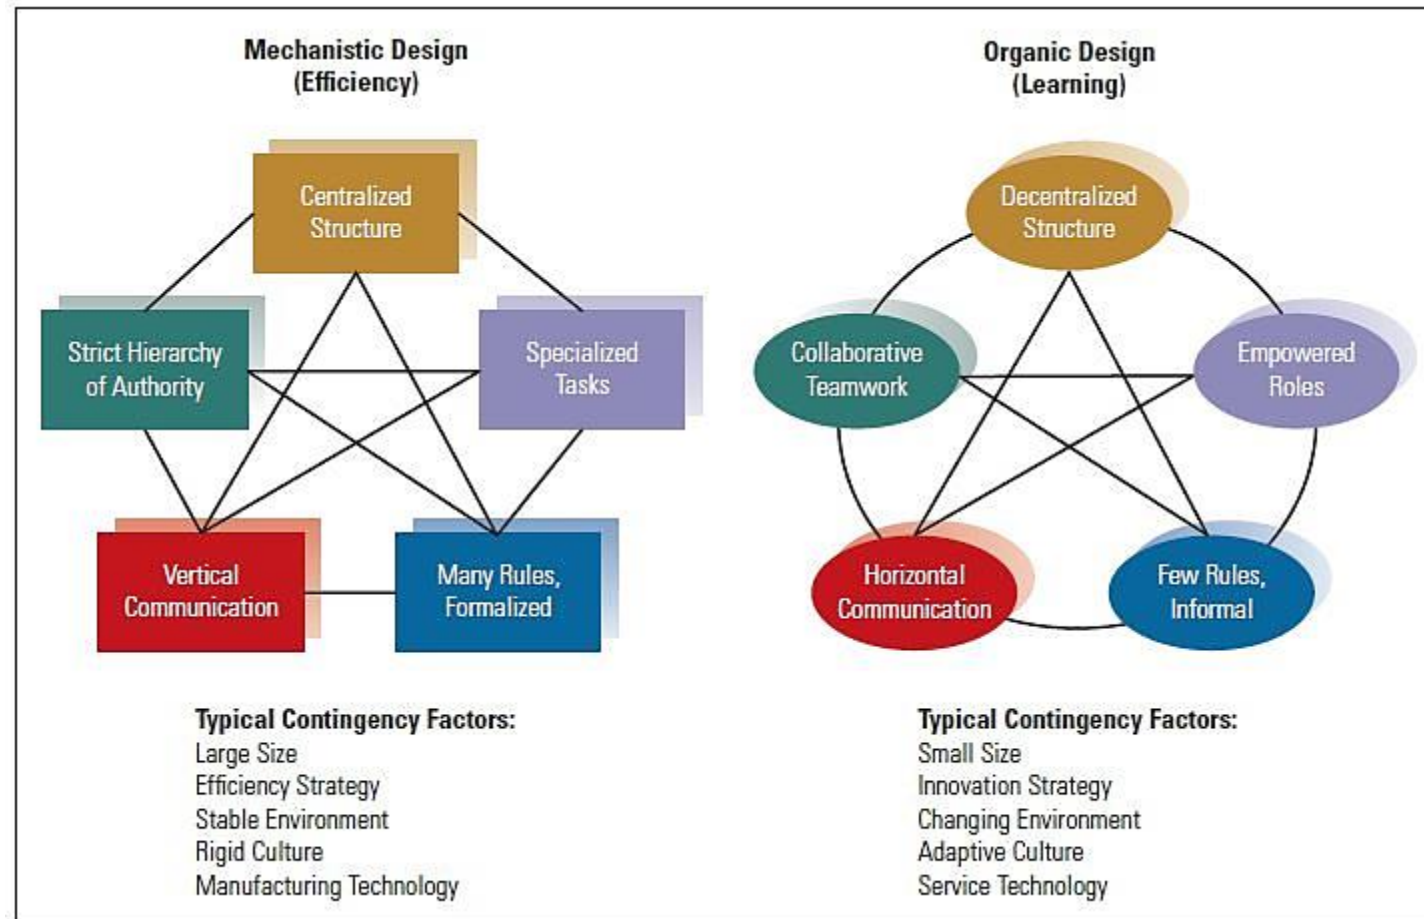 Mechanistic Design
(Efficiency)
Centralized
Structure
Strict Hierarchy
of Authority
Specialized
Tasks
Vertical
Communication
Many Rules,
Formalized
Typical Contingency Factors:
Large Size
Efficiency Strategy
Stable Environment
Rigid Culture
Manufacturing Technology
Organic Design
(Learning)
Decentralized
Structure
Collaborative
Teamwork
Empowered
Roles
Horizontal
Communication
Few Rules,
Informal
Typical Contingency Factors:
Small Size
Innovation Strategy
Changing Environment
Adaptive Culture
Service Technology